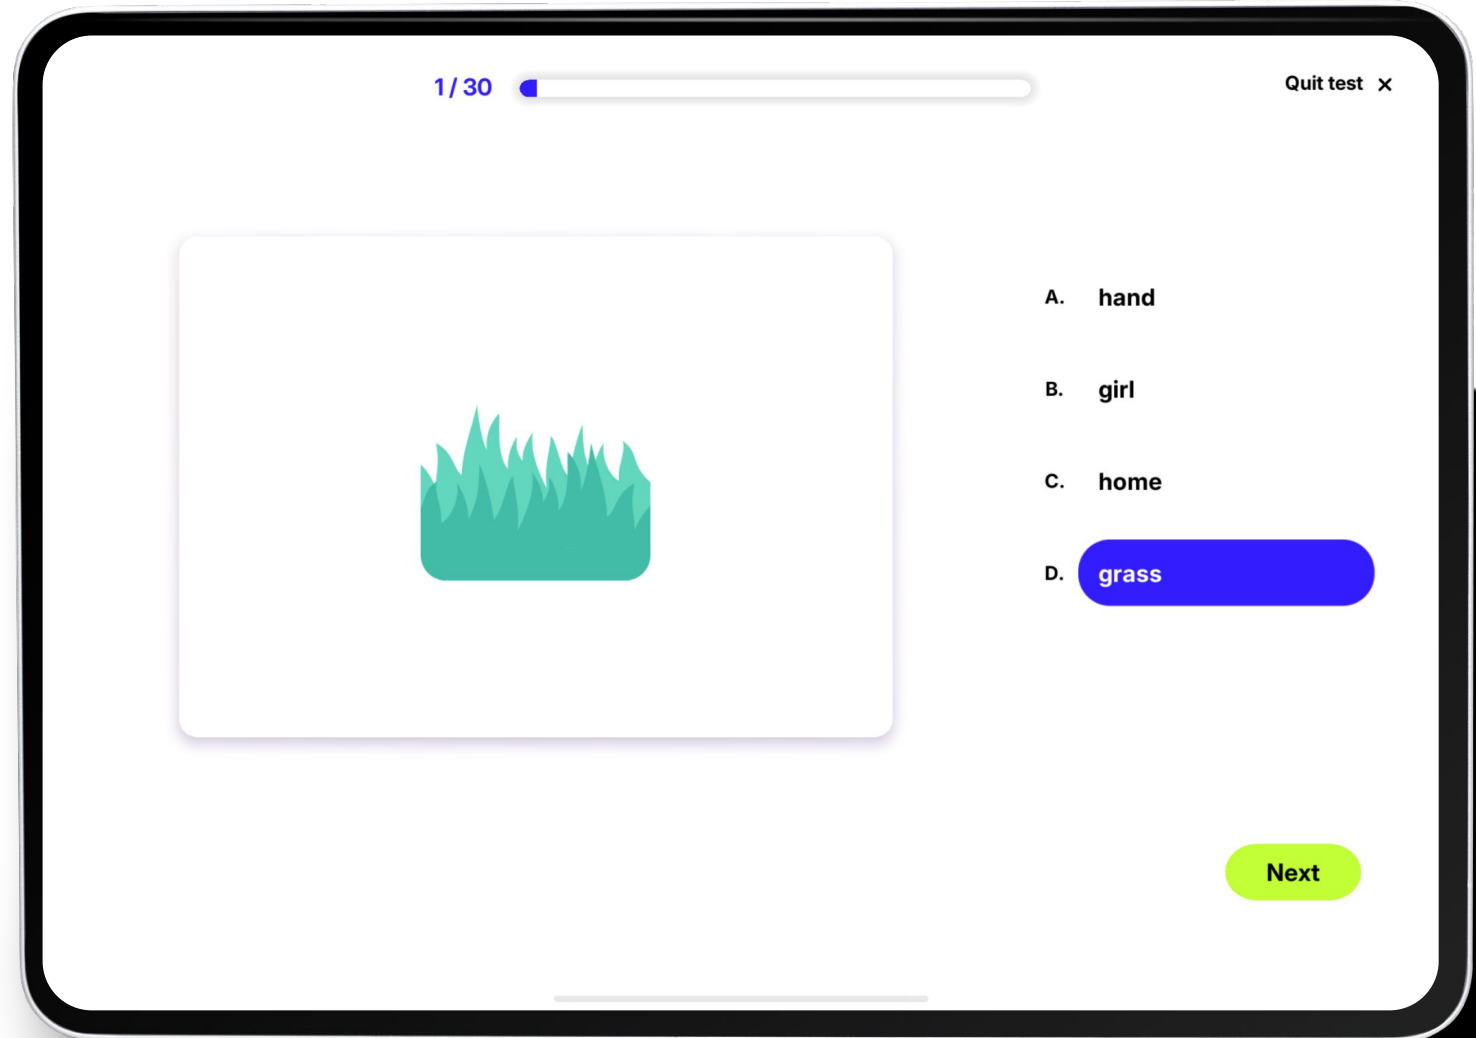 1 / 30
Quit test ×
A. hand
B. girl
C. home
D. grass
Next